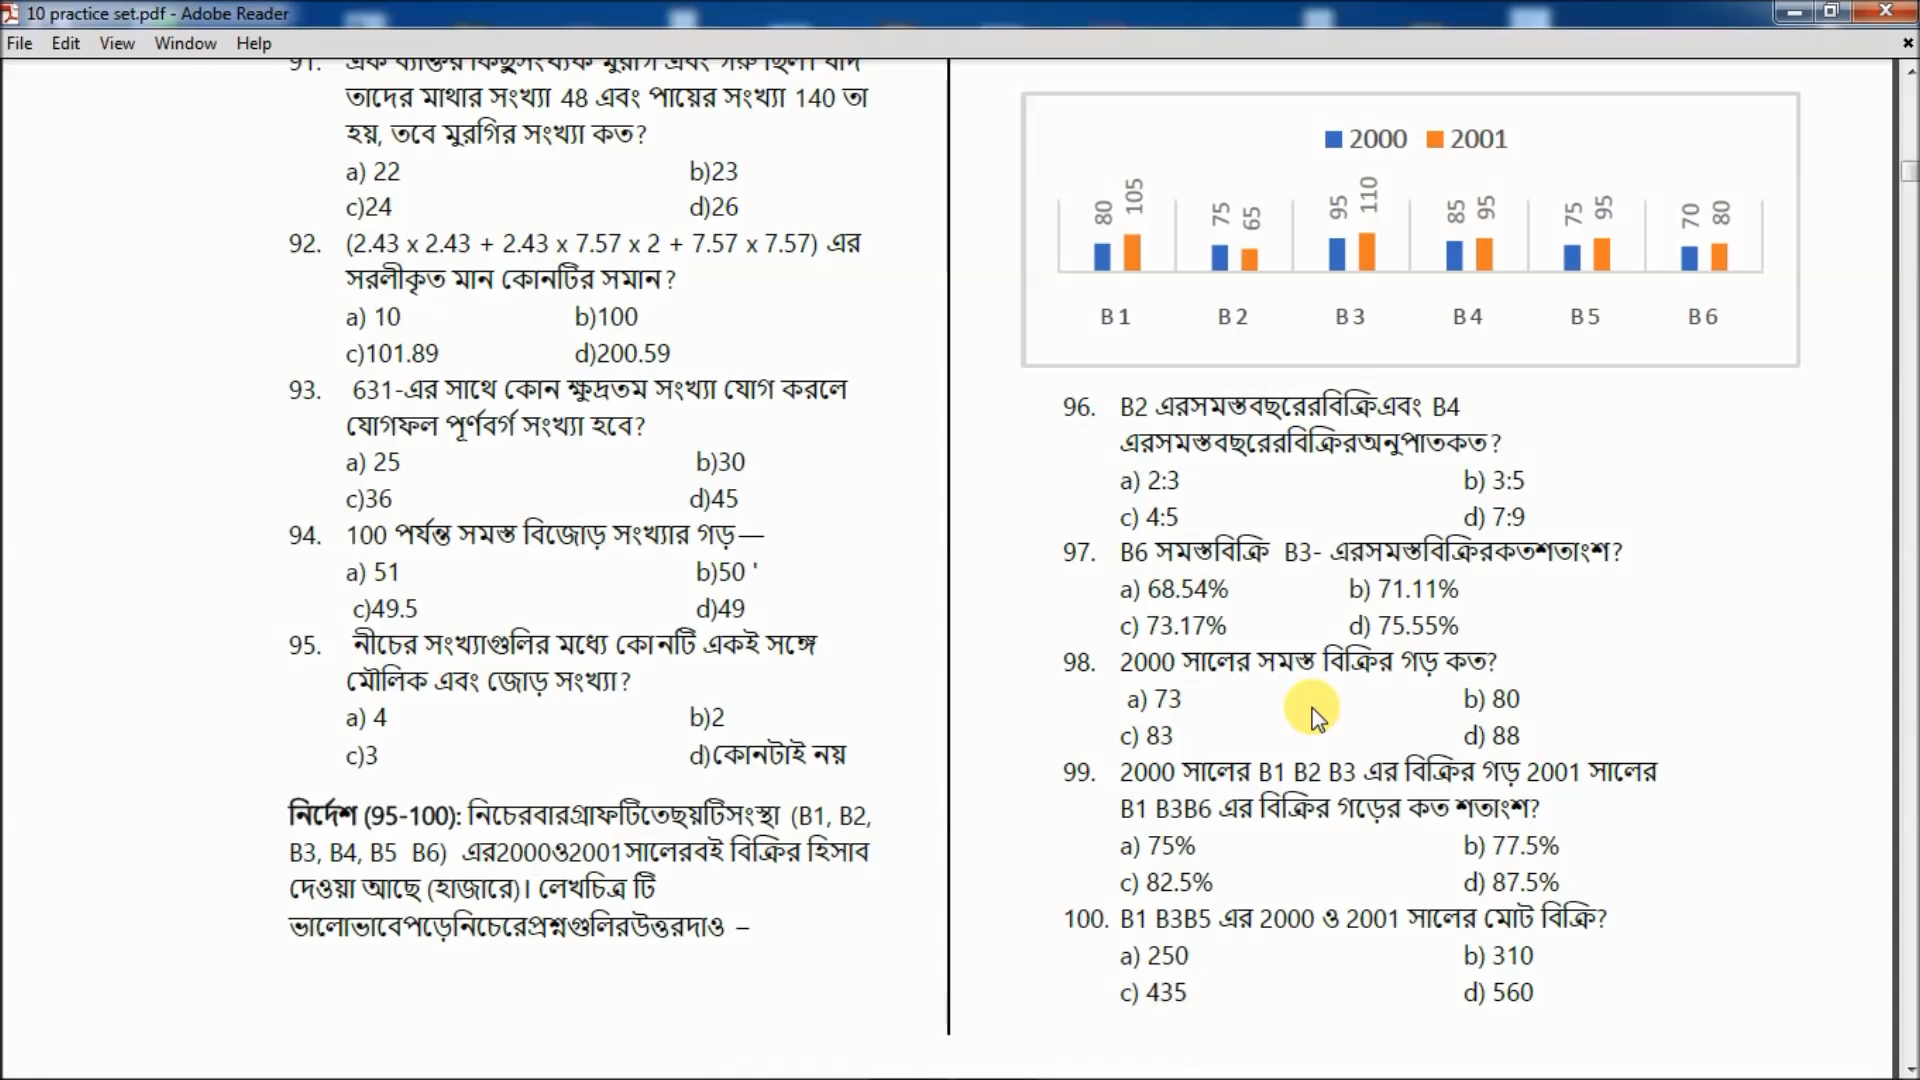 10 practice set.pdf - Adobe Reader
File Edit View Window Help
91. এক ব্যক্তির কিছুসংখ্যক মুরগি এবং গরু ছিল। যদি
তাদের মাথার সংখ্যা 48 এবং পায়ের সংখ্যা 140 তা
হয়, তবে মুরগির সংখ্যা কত?
a) 22 b)23
c)24 d)26
92. (2.43 x 2.43 + 2.43 x 7.57 x 2 + 7.57 x 7.57) এর
সরলীকৃত মান কোনটির সমান?
a) 10 b)100
c)101.89 d)200.59
93. 631-এর সাথে কোন ক্ষুদ্রতম সংখ্যা যোগ করলে
যোগফল পূর্ণবর্গ সংখ্যা হবে?
a) 25 b)30
c)36 d)45
94. 100 পর্যন্ত সমস্ত বিজোড় সংখ্যার গড়—
a) 51 b)50 '
c)49.5 d)49
95. নীচের সংখ্যাগুলির মধ্যে কোনটি একই সঙ্গে
মৌলিক এবং জোড় সংখ্যা?
a) 4 b)2
c)3 d)কোনটাই নয়
নির্দেশ (95-100): নিচেরবারগ্রাফটিতেছয়টিসংস্থা (B1, B2,
B3, B4, B5 B6) এর2000ও2001সালেরবই বিক্রির হিসাব
দেওয়া আছে (হাজারে)। লেখচিত্র টি
ভালোভাবেপড়েনিচেরেপ্রশ্নগুলিরউত্তরদাও –
2000 2001
80 105 75 65 95 110 85 95 75 95 70 80
B1 B2 B3 B4 B5 B6
96. B2 এরসমস্তবছরেরবিক্রিএবং B4
এরসমস্তবছরেরবিক্রিরঅনুপাতকত?
a) 2:3 b) 3:5
c) 4:5 d) 7:9
97. B6 সমস্তবিক্রি B3- এরসমস্তবিক্রিরকতশতাংশ?
a) 68.54% b) 71.11%
c) 73.17% d) 75.55%
98. 2000 সালের সমস্ত বিক্রির গড় কত?
a) 73 b) 80
c) 83 d) 88
99. 2000 সালের B1 B2 B3 এর বিক্রির গড় 2001 সালের
B1 B3B6 এর বিক্রির গড়ের কত শতাংশ?
a) 75% b) 77.5%
c) 82.5% d) 87.5%
100. B1 B3B5 এর 2000 ও 2001 সালের মোট বিক্রি?
a) 250 b) 310
c) 435 d) 560